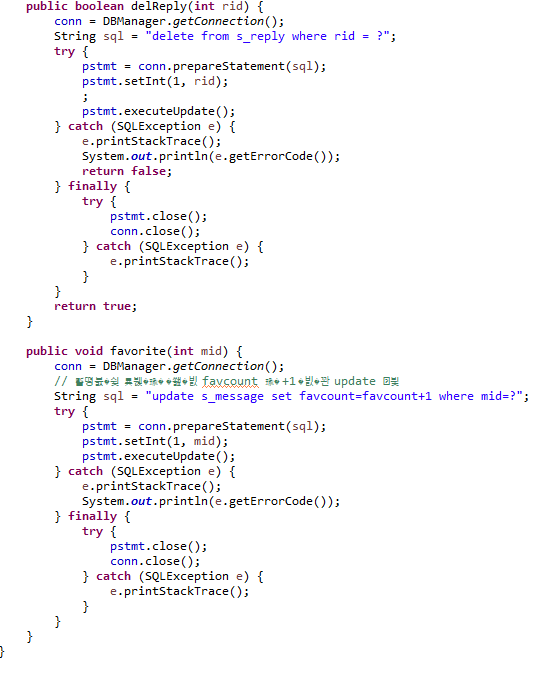 public boolean delReply(int rid) {
conn = DBManager.getConnection();
String sql = "delete from s_reply where rid = ?";
try {
pstmt = conn.prepareStatement(sql);
pstmt.setInt(1, rid);
;
pstmt.executeUpdate();
} catch (SQLException e) {
e.printStackTrace();
System.out.println(e.getErrorCode());
return false;
} finally {
try {
pstmt.close();
conn.close();
} catch (SQLException e) {
e.printStackTrace();
}
}
return true;
}
public void favorite(int mid) {
conn = DBManager.getConnection();
// favcount +1 update
String sql = "update s_message set favcount=favcount+1 where mid=?";
try {
pstmt = conn.prepareStatement(sql);
pstmt.setInt(1, mid);
pstmt.executeUpdate();
} catch (SQLException e) {
e.printStackTrace();
System.out.println(e.getErrorCode());
} finally {
try {
pstmt.close();
conn.close();
} catch (SQLException e) {
e.printStackTrace();
}
}
}
}